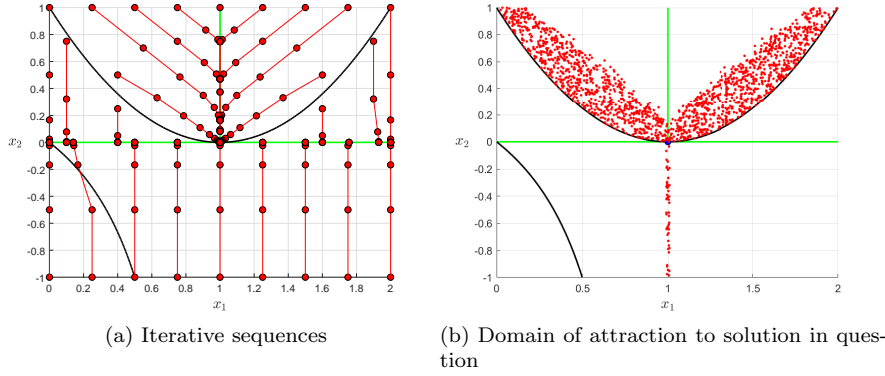 1
0.8
0.6
0.4
0.2
0
-0.2
-0.4
-0.6
-0.8
-1
x2
0 0.2 0.4 0.6 0.8 1 1.2 1.4 1.6 1.8 2
x1
(a) Iterative sequences
1
0.8
0.6
0.4
0.2
0
-0.2
-0.4
-0.6
-0.8
-1
x2
0 0.5 1 1.5 2
x1
(b) Domain of attraction to solution in ques-
tion